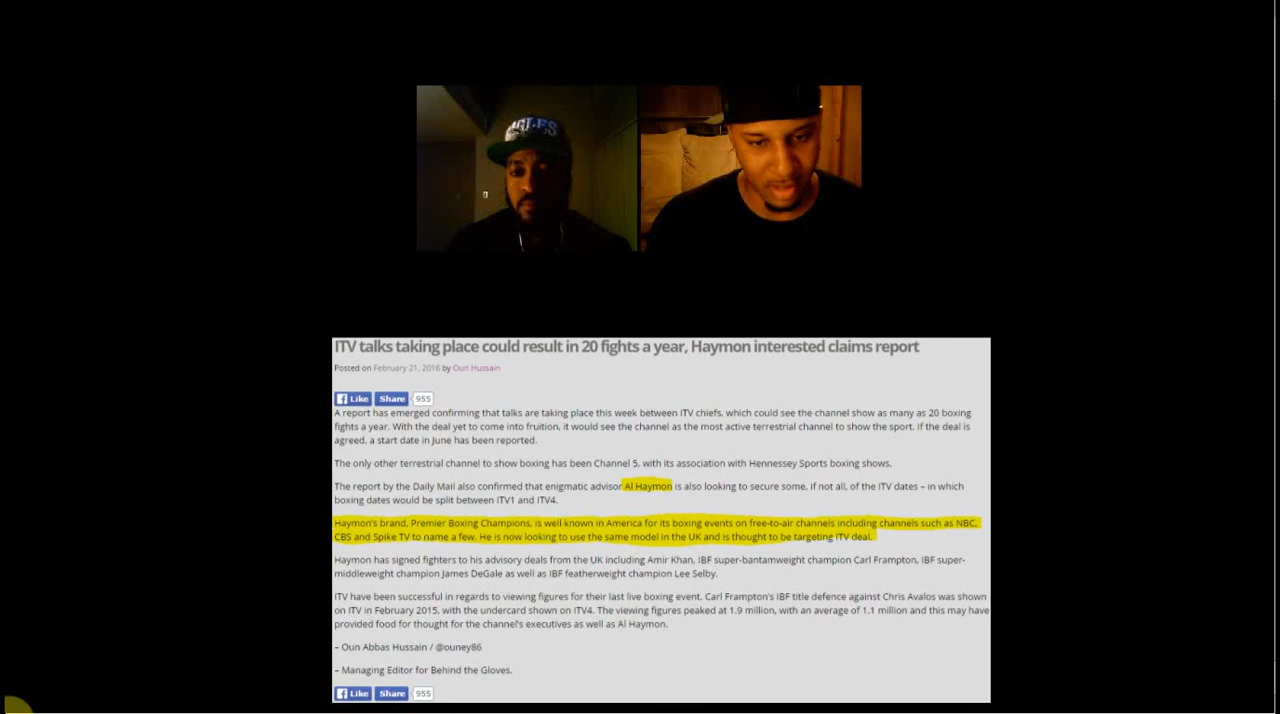 EAGLES
ITV talks taking place could result in 20 fights a year, Haymon interested claims report
Posted on February 21, 2016 by Oun Hussain
Like Share 955
A report has emerged confirming that talks are taking place this week between ITV chiefs, which could see the channel show as many as 20 boxing
fights a year. With the deal yet to come into fruition, it would see the channel as the most active terrestrial channel to show the sport. If the deal is
agreed, a start date in June has been reported.
The only other terrestrial channel to show boxing has been Channel 5, with its association with Hennessey Sports boxing shows.
The report by the Daily Mail also confirmed that enigmatic advisor Al Haymon is also looking to secure some, if not all, of the ITV dates – in which
boxing dates would be split between ITV1 and ITV4.
Haymon's brand, Premier Boxing Champions, is well known in America for its boxing events on free-to-air channels including channels such as NBC,
CBS and Spike TV to name a few. He is now looking to use the same model in the UK and is thought to be targeting ITV deal.
Haymon has signed fighters to his advisory deals from the UK including Amir Khan, IBF super-bantamweight champion Carl Frampton, IBF super-
middleweight champion James DeGale as well as IBF featherweight champion Lee Selby.
ITV have been successful in regards to viewing figures for their last live boxing event. Carl Frampton's IBF title defence against Chris Avalos was shown
on ITV in February 2015, with the undercard shown on ITV4. The viewing figures peaked at 1.9 million, with an average of 1.1 million and this may have
provided food for thought for the channel's executives as well as Al Haymon.
– Oun Abbas Hussain / @ouney86
– Managing Editor for Behind the Gloves.
Like Share 955